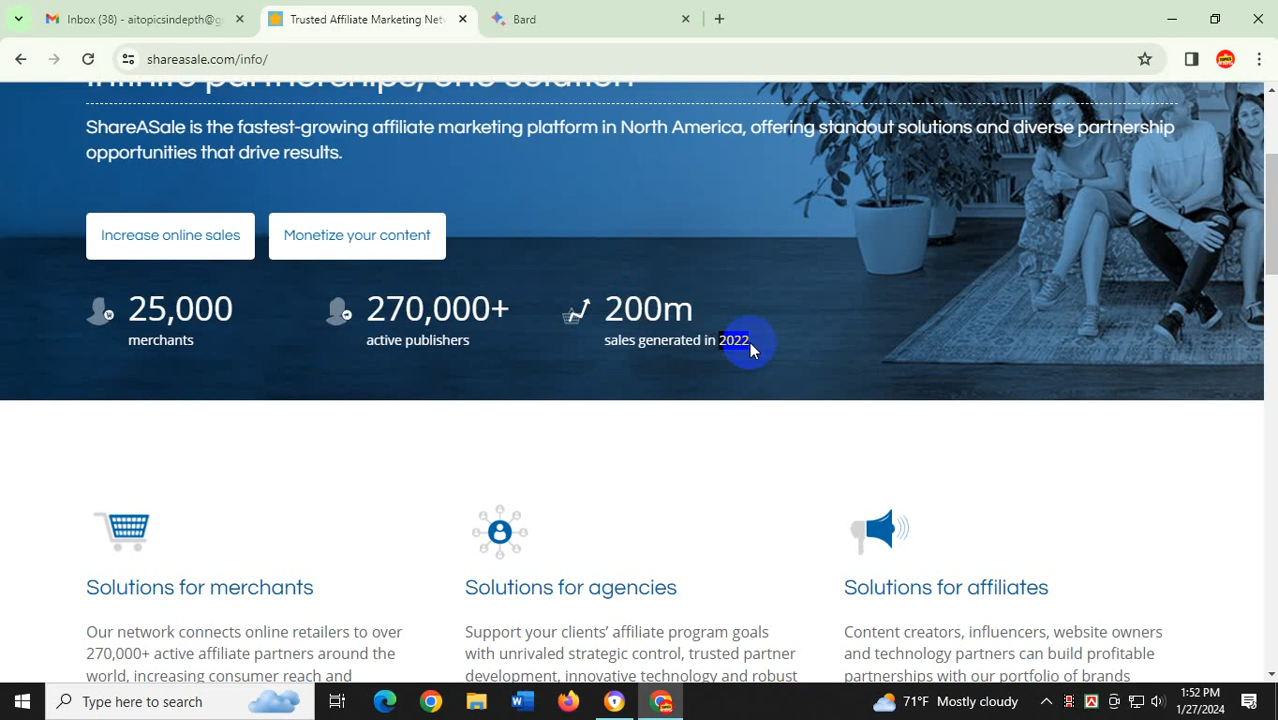 Inbox (38) - aitopicsindepth@g
Trusted Affiliate Marketing Net
Bard
shareasale.com/info/
Infinite partnerships, one solution
ShareASale is the fastest-growing affiliate marketing platform in North America, offering standout solutions and diverse partnership
opportunities that drive results.
Increase online sales
Monetize your content
25,000
merchants
270,000+
active publishers
200m
sales generated in 2022
Solutions for merchants
Our network connects online retailers to over
270,000+ active affiliate partners around the
world, increasing consumer reach and
Solutions for agencies
Support your clients' affiliate program goals
with unrivaled strategic control, trusted partner
development, innovative technology and robust
Solutions for affiliates
Content creators, influencers, website owners
and technology partners can build profitable
partnerships with our portfolio of brands
Type here to search
71°F Mostly cloudy
1:52 PM
1/27/2024